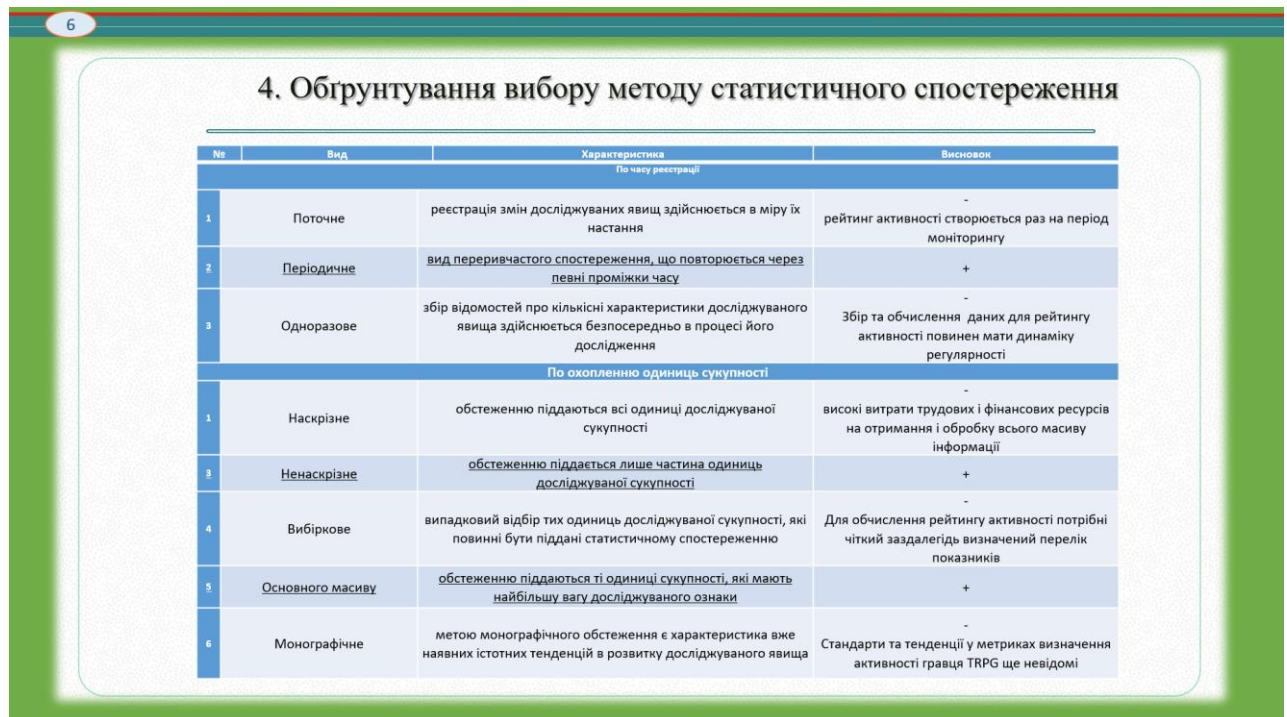 6
4. Обґрунтування вибору методу статистичного спостереження
№ Вид Характеристика Висновок
По часу реєстрації
1 Поточне реєстрація змін досліджуваних явищ здійснюється в міру їх
настання
-
рейтинг активності створюється раз на період
моніторингу
2 Періодичне вид переривчастого спостереження, що повторюється через
певні проміжки часу
+
3 Одноразове збір відомостей про кількісні характеристики досліджуваного
явища здійснюється безпосередньо в процесі його
дослідження
-
Збір та обчислення даних для рейтингу
активності повинен мати динаміку
регулярності
По охопленню одиниць сукупності
1 Наскрізне обстеженню піддаються всі одиниці досліджуваної
сукупності
-
високі витрати трудових і фінансових ресурсів
на отримання і обробку всього масиву
інформації
3 Ненаскрізне обстеженню піддається лише частина одиниць
досліджуваної сукупності
+
4 Вибіркове випадковий відбір тих одиниць досліджуваної сукупності, які
повинні бути піддані статистичному спостереженню
-
Для обчислення рейтингу активності потрібні
чіткий заздалегідь визначений перелік
показників
5 Основного масиву обстеженню піддаються ті одиниці сукупності, які мають
найбільшу вагу досліджуваного ознаки
+
6 Монографічне метою монографічного обстеження є характеристика вже
наявних істотних тенденцій в розвитку досліджуваного явища
-
Стандарти та тенденції у метриках визначення
активності гравця TRPG ще невідомі